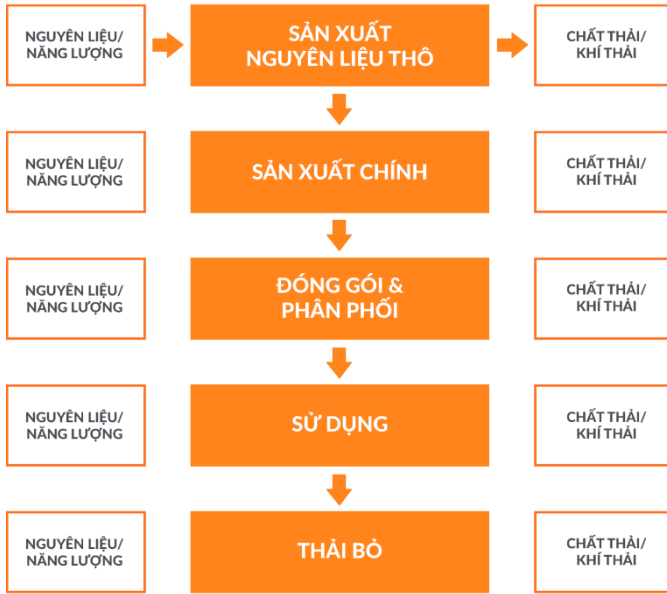 NGUYÊN LIỆU/
NĂNG LƯỢNG
SẢN XUẤT
NGUYÊN LIỆU THÔ
CHẤT THẢI/
KHÍ THẢI
NGUYÊN LIỆU/
NĂNG LƯỢNG
SẢN XUẤT CHÍNH
CHẤT THẢI/
KHÍ THẢI
NGUYÊN LIỆU/
NĂNG LƯỢNG
ĐÓNG GÓI &
PHÂN PHỐI
CHẤT THẢI/
KHÍ THẢI
NGUYÊN LIỆU/
NĂNG LƯỢNG
SỬ DỤNG
CHẤT THẢI/
KHÍ THẢI
NGUYÊN LIỆU/
NĂNG LƯỢNG
THẢI BỎ
CHẤT THẢI/
KHÍ THẢI